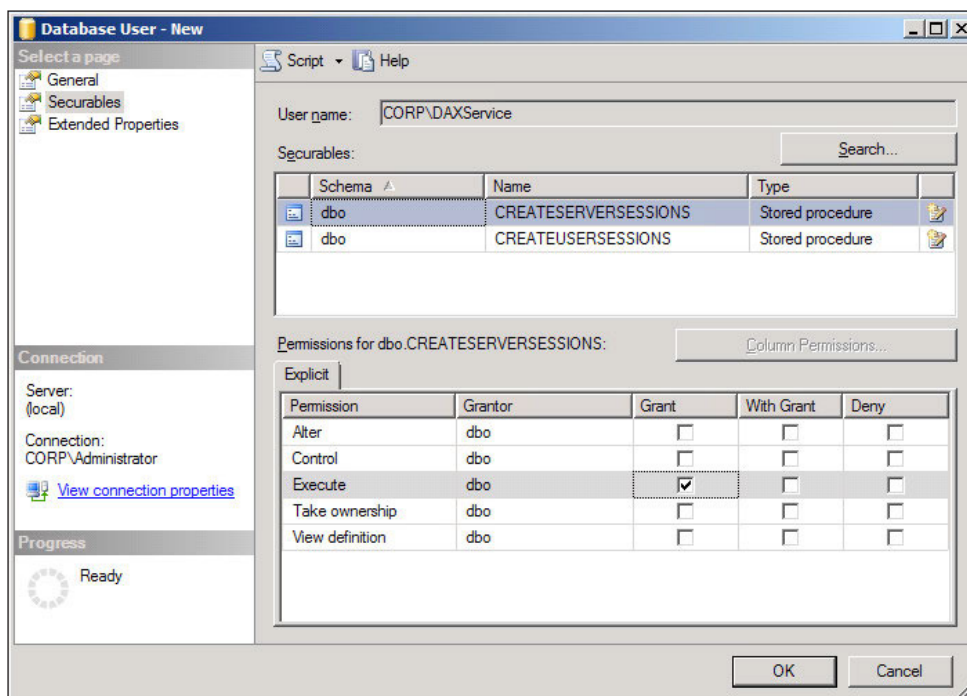 Database User - New
Select a page
General
Securables
Extended Properties
Script
Help
User name: CORP\DAXService
Securables:
Search...
Schema Name Type
dbo CREATESERVERSESSIONS Stored procedure
dbo CREATEUSERSESSIONS Stored procedure
Permissions for dbo.CREATESERVERSESSIONS:
Column Permissions...
Explicit
Permission Grantor Grant With Grant Deny
Alter dbo
Control dbo
Execute dbo
Take ownership dbo
View definition dbo
Connection
Server:
(local)
Connection:
CORP\Administrator
View connection properties
Progress
Ready
OK Cancel